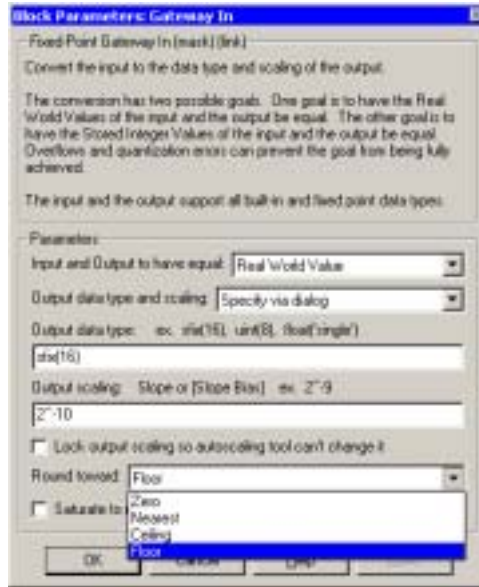 Block Parameters: Gateway In
Fixed-Point Gateway In (mask) (link)
Convert the input to the data type and scaling of the output.
The conversion has two possible goals. One goal is to have the Real
World Values of the input and the output be equal. The other goal is to
have the Stored Integer Values of the input and the output be equal.
Overflows and quantization errors can prevent the goal from being fully
achieved.
The input and the output support all built-in and fixed point data types.
Parameters
Input and Output to have equal: Real World Value
Output data type and scaling: Specify via dialog
Output data type: ex. sfix(16), uint(8), float('single')
sfix(16)
Output scaling: Slope or [Slope Bias] ex. 2^-9
2^-10
Lock output scaling so autoscaling tool can't change it
Round toward: Floor
Zero
Saturate to
Nearest
Ceiling
Floor
OK